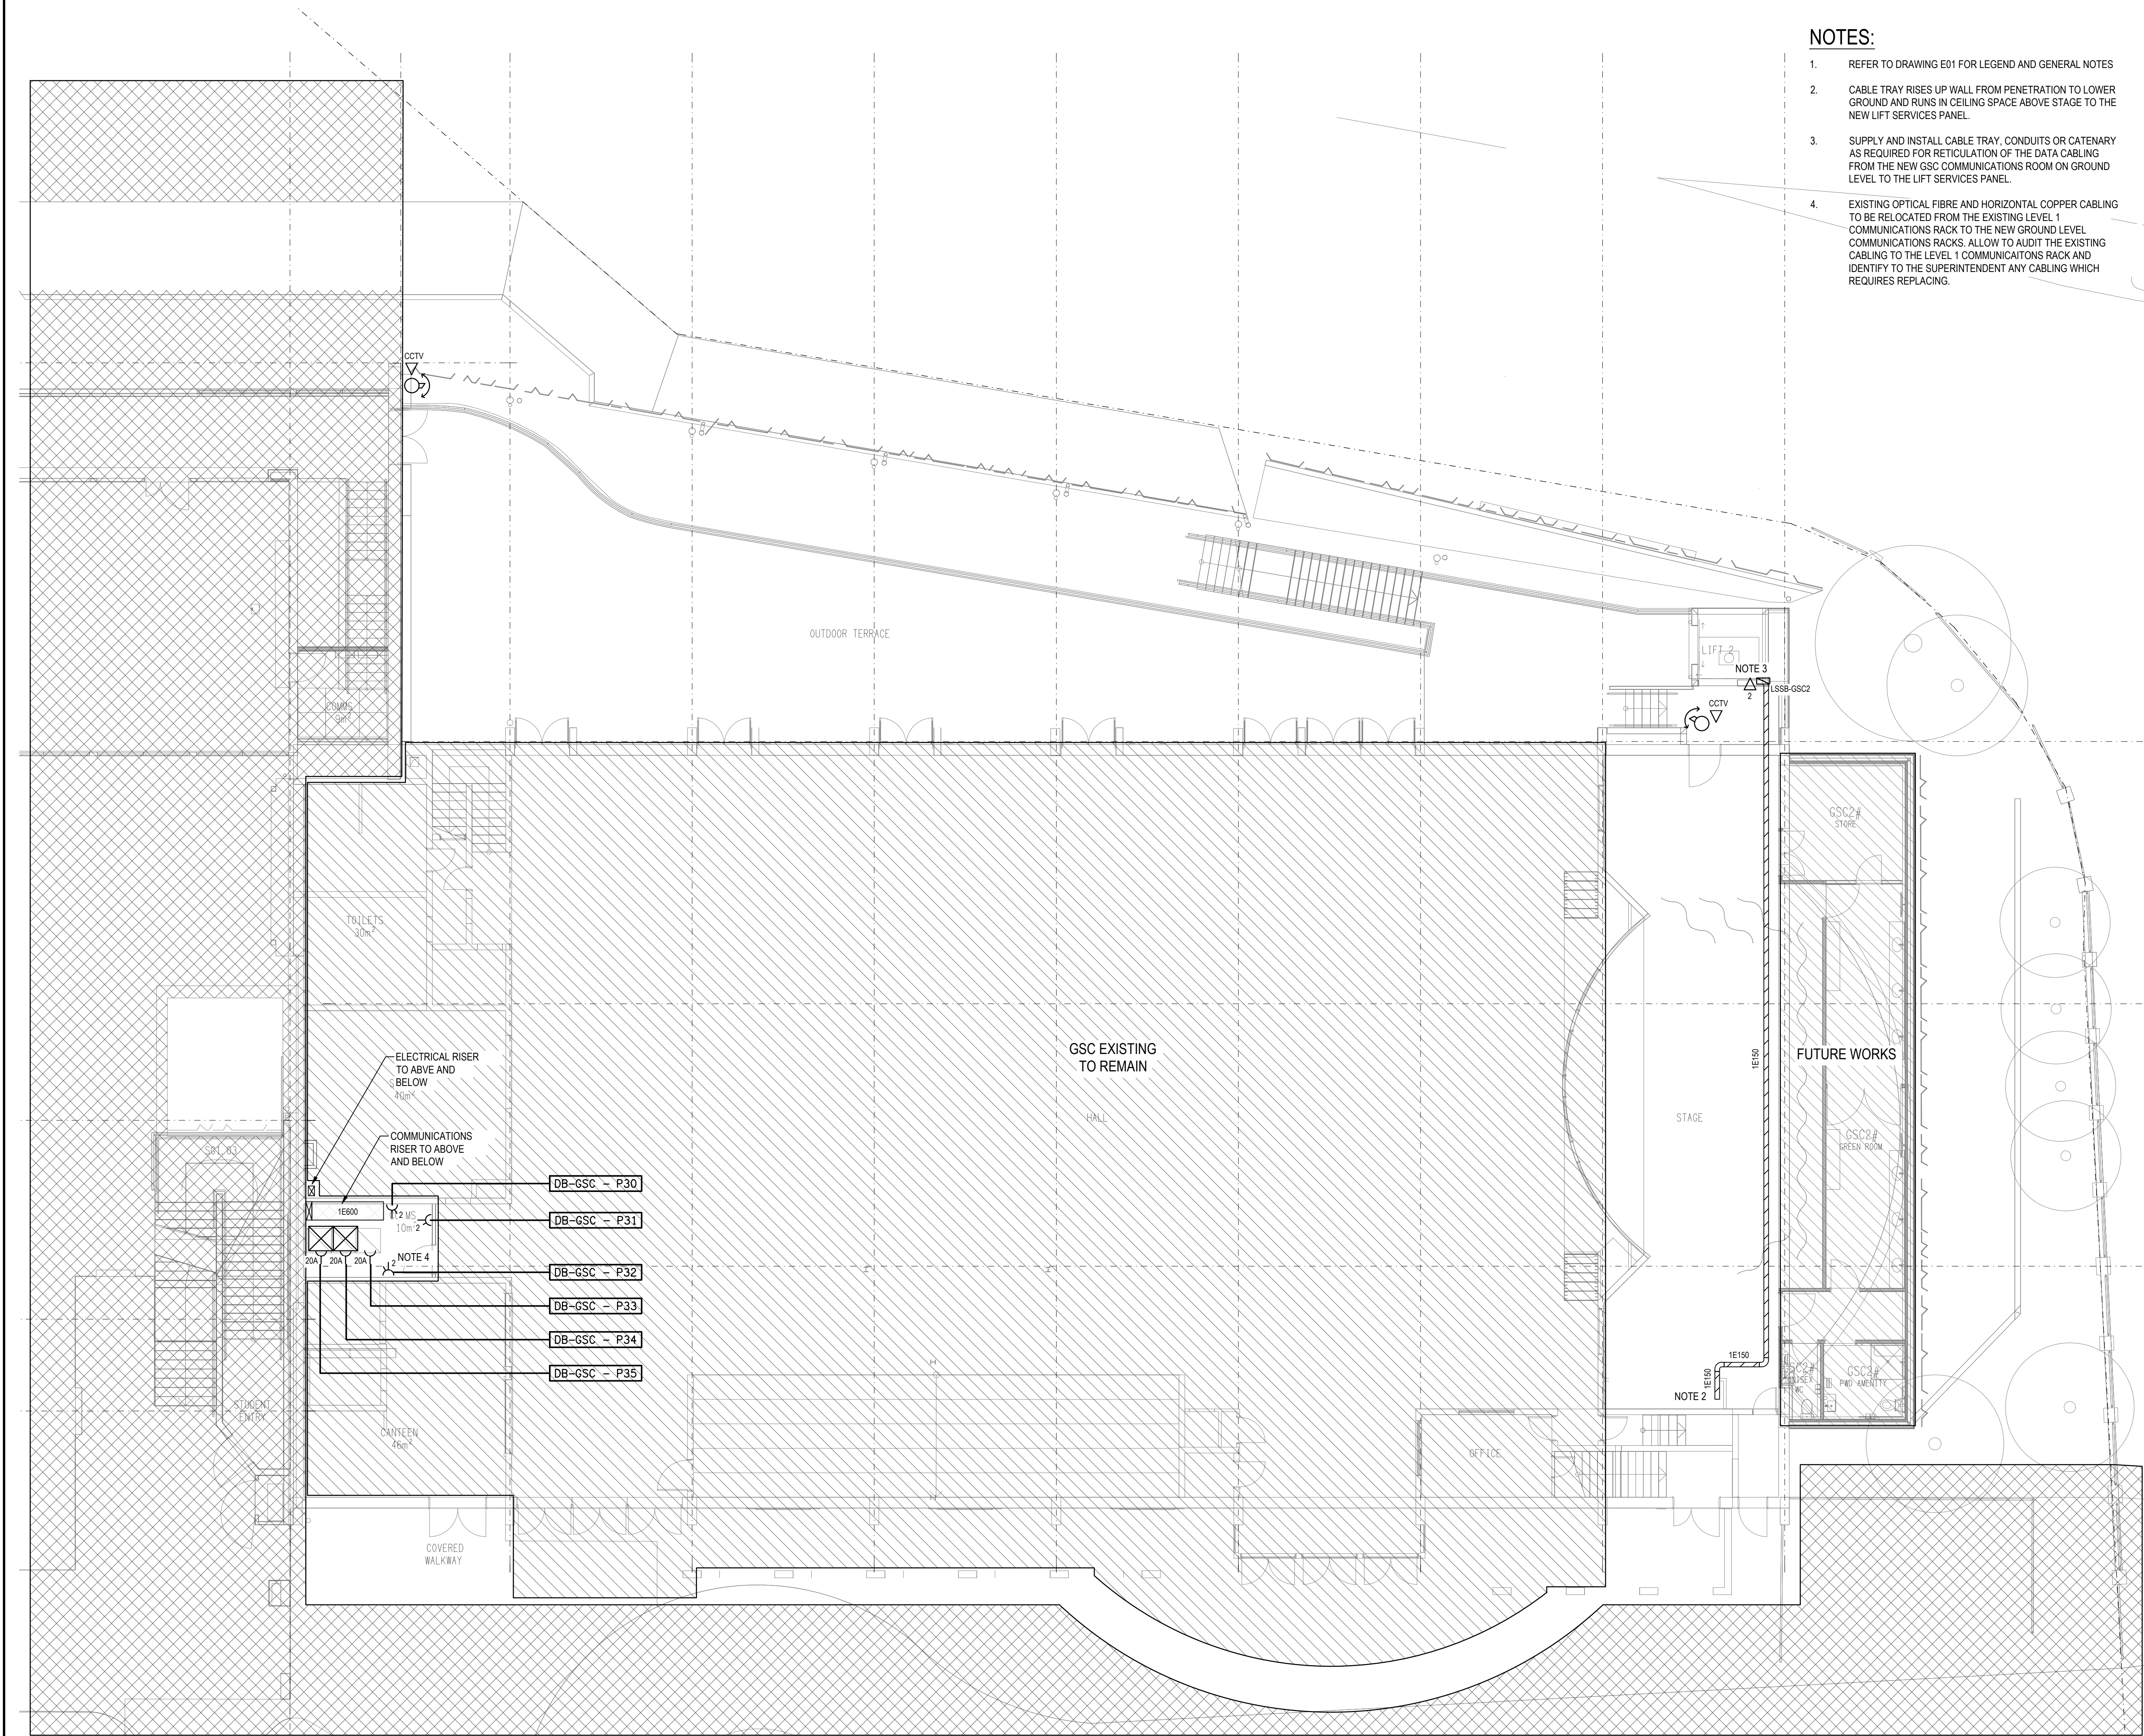 NOTES:
1. REFER TO DRAWING E01 FOR LEGEND AND GENERAL NOTES
2. CABLE TRAY RISES UP WALL FROM PENETRATION TO LOWER
GROUND AND RUNS IN CEILING SPACE ABOVE STAGE TO THE
NEW LIFT SERVICES PANEL.
3. SUPPLY AND INSTALL CABLE TRAY, CONDUITS OR CATENARY
AS REQUIRED FOR RETICULATION OF THE DATA CABLING
FROM THE NEW GSC COMMUNICATIONS ROOM ON GROUND
LEVEL TO THE LIFT SERVICES PANEL.
4. EXISTING OPTICAL FIBRE AND HORIZONTAL COPPER CABLING
TO BE RELOCATED FROM THE EXISTING LEVEL 1
COMMUNICATIONS RACK TO THE NEW GROUND LEVEL
COMMUNICATIONS RACKS. ALLOW TO AUDIT THE EXISTING
CABLING TO THE LEVEL 1 COMMUNICAITONS RACK AND
IDENTIFY TO THE SUPERINTENDENT ANY CABLING WHICH
REQUIRES REPLACING.
CCTV
OUTDOOR TERRACE
LIFT 2
NOTE 3
2
LSSB-GSC2
CCTV
COMMS
9m²
GSC2#
STORE
TOILETS
30m²
GSC EXISTING
TO REMAIN
1E150
FUTURE WORKS
ELECTRICAL RISER
TO ABVE AND
BELOW
40m²
HALL
STAGE
GSC2#
GREEN ROOM
COMMUNICATIONS
RISER TO ABOVE
AND BELOW
S01.03
DB-GSC - P30
1E600
2
MS
10m²
2
DB-GSC - P31
20A
20A
20A
2
NOTE 4
DB-GSC - P32
DB-GSC - P33
DB-GSC - P34
DB-GSC - P35
1E150
1E150
NOTE 2
SC2#
NISEX
WC
GSC2#
PWD AMENITY
STUDENT
ENTRY
CANTEEN
46m²
OFFICE
COVERED
WALKWAY